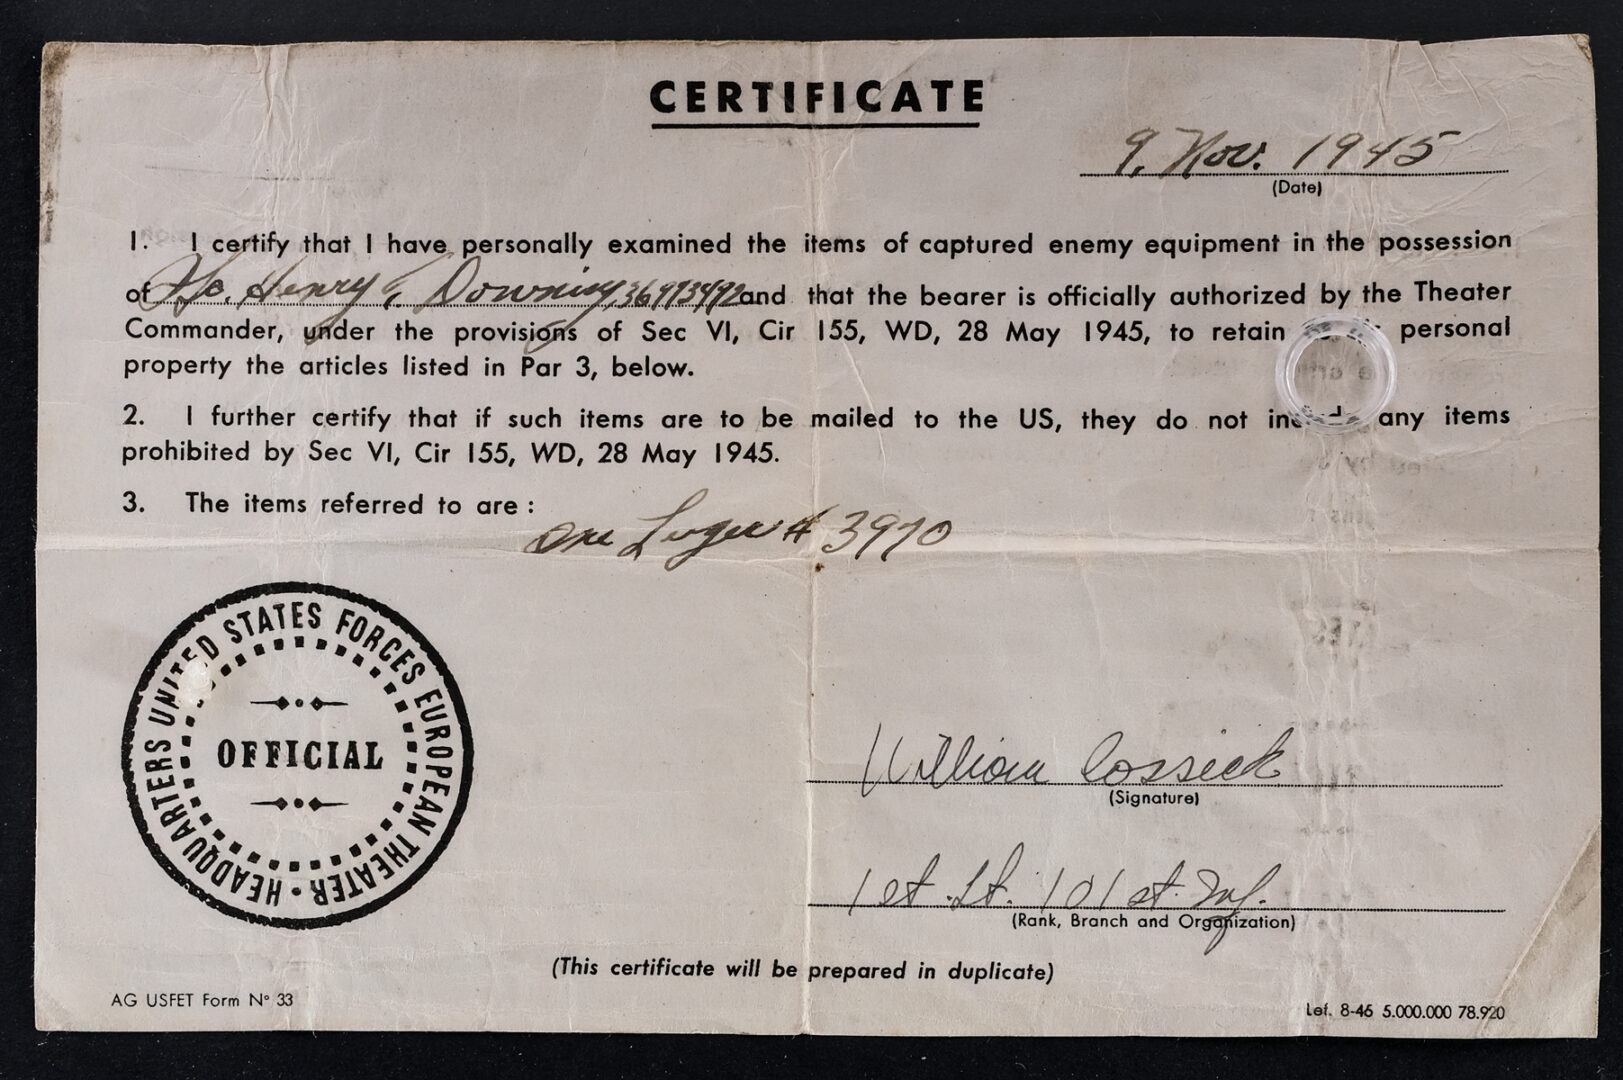 CERTIFICATE
9. Nov. 1945
(Date)
1. I certify that I have personally examined the items of captured enemy equipment in the possession
of Henry Downing, 36973492 and that the bearer is officially authorized by the Theater
Commander, under the provisions of Sec VI, Cir 155, WD, 28 May 1945, to retain personal
property the articles listed in Par 3, below.
2. I further certify that if such items are to be mailed to the US, they do not include any items
prohibited by Sec VI, Cir 155, WD, 28 May 1945.
3. The items referred to are :
One Luger # 3970
HEADQUARTERS UNITED STATES FORCES EUROPEAN THEATER •
OFFICIAL
William Cossick
(Signature)
1st Lt. 101st Inf.
(Rank, Branch and Organization)
(This certificate will be prepared in duplicate)
AG USFET Form N° 33
Lef. 8-45 5.000.000 78.920